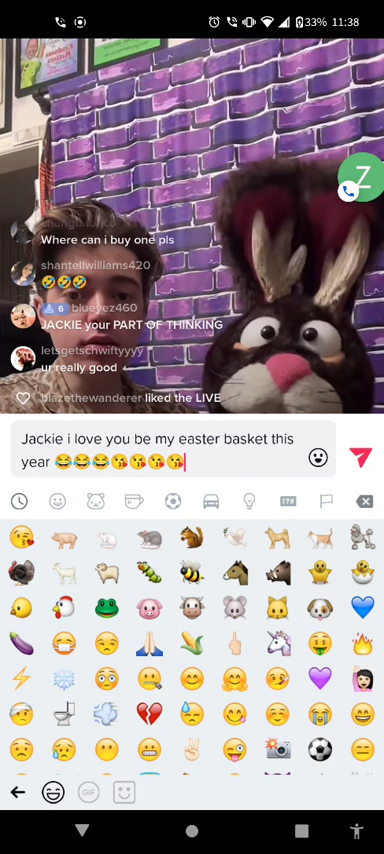 33% 11:38
Z
Where can i buy one pls
shantellwilliams420
🤣🤣🤣
6 blueyez460
JACKIE your PART OF THINKING
letsgetschwiftyyyy
ur really good
blazethewanderer liked the LIVE
Jackie i love you be my easter basket this
year 😂😂😂😘😘😘😘
GIF